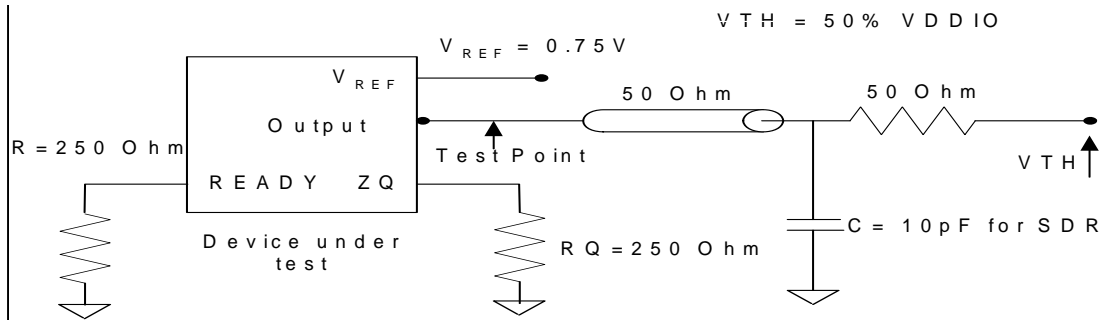 VTH = 50% VDDIO
VREF = 0.75V
VREF
50 Ohm
50 Ohm
Output
R=250 Ohm
Test Point
VTH
READY ZQ
C= 10pF for SDR
Device under
test
RQ=250 Ohm